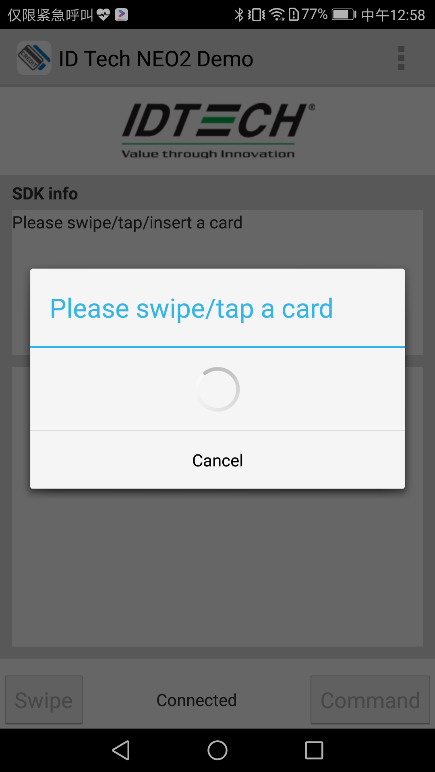 仅限紧急呼叫
77%
中午12:58
ID Tech NEO2 Demo
IDTECH®
Value through Innovation
SDK info
Please swipe/tap/insert a card
Please swipe/tap a card
Cancel
Swipe
Connected
Command